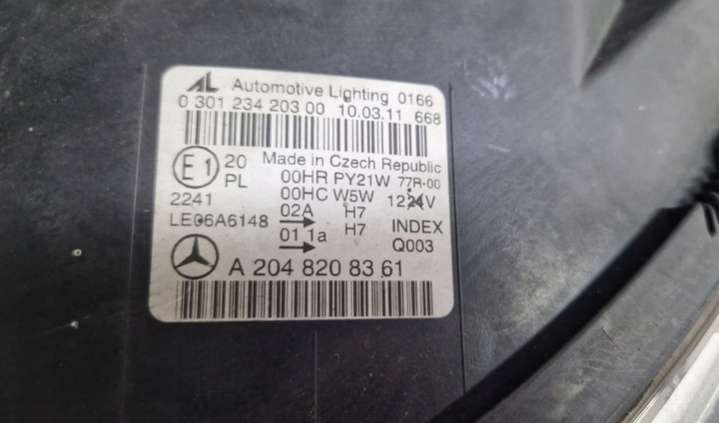 AL Automotive Lighting 0166
0 301 234 203 00 10.03.11 668
Made in Czech Republic
E1 20 PL 00HR PY21W 77R-00
2241 00HC W5W 1224V
LE06A6148 02A H7 INDEX
01 1a H7 Q003
A 204 820 83 61